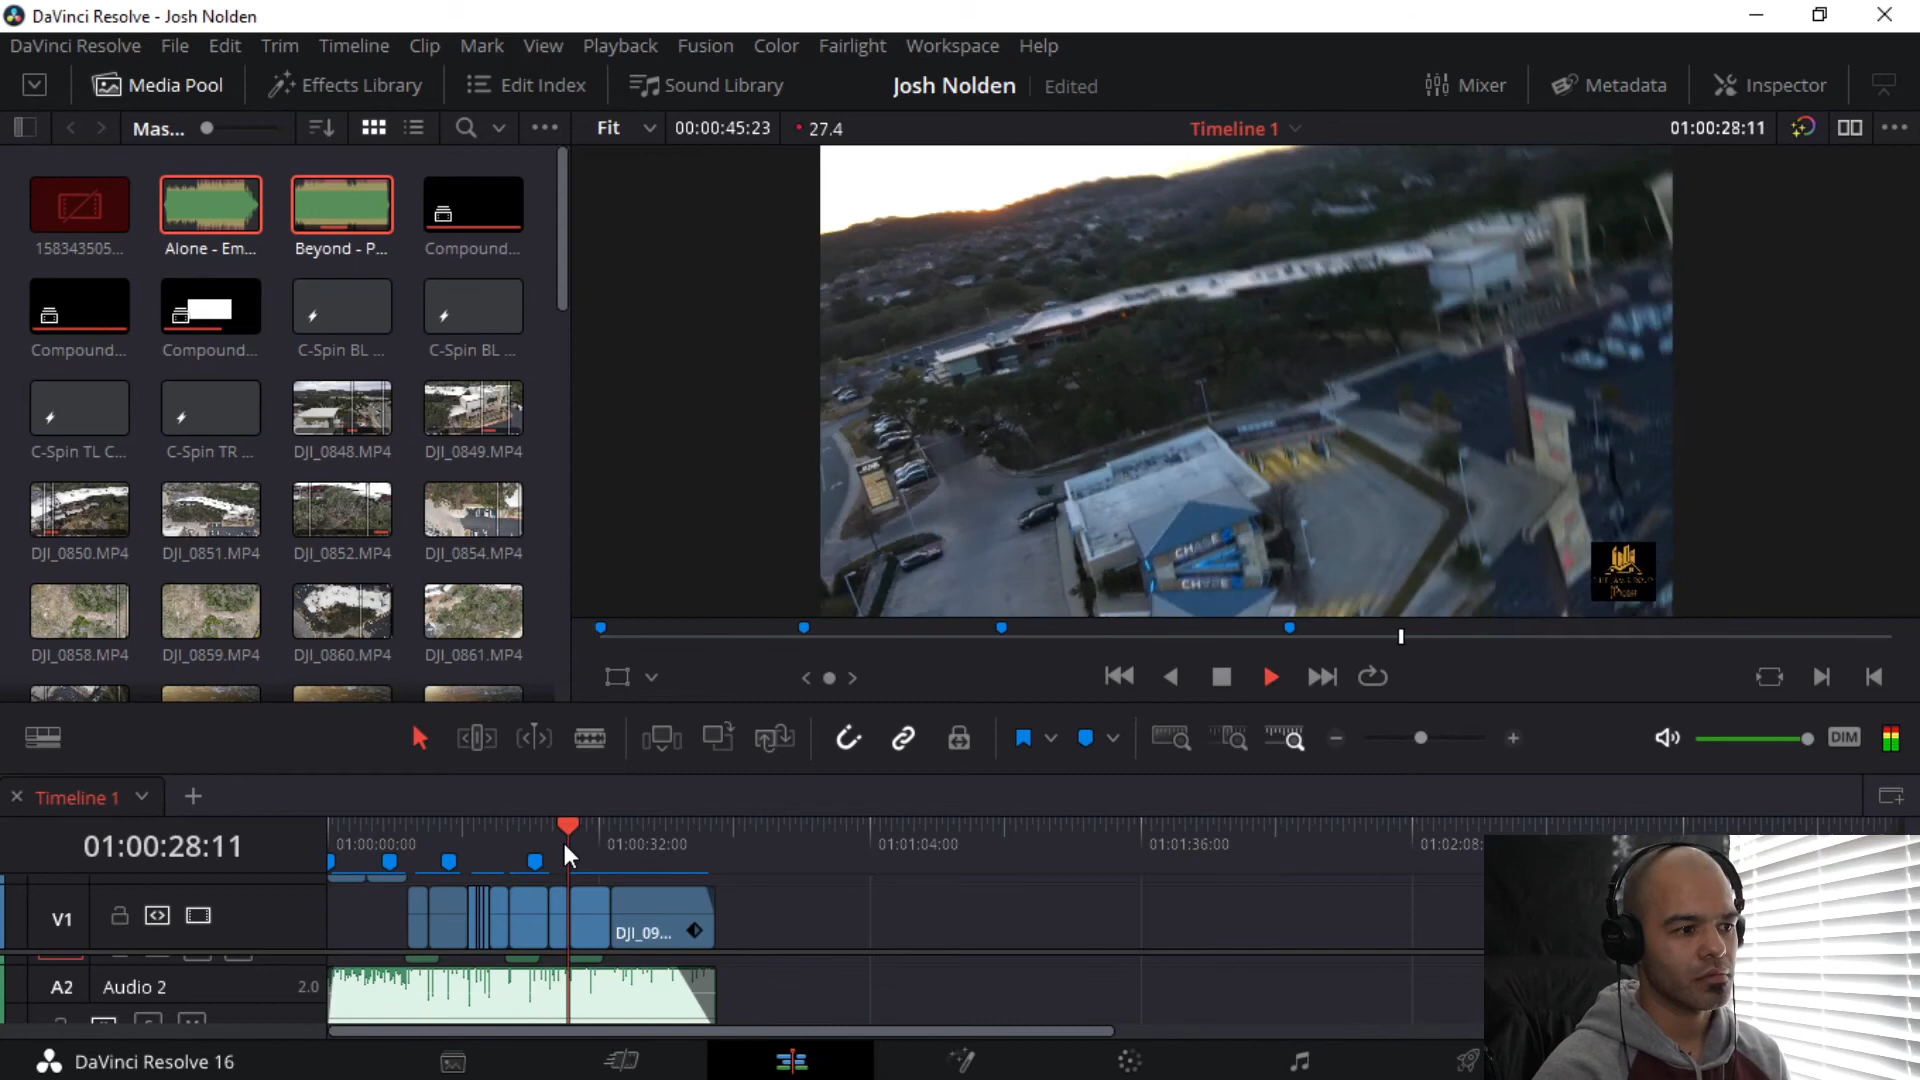 DaVinci Resolve - Josh Nolden
DaVinci Resolve File Edit Trim Timeline Clip Mark View Playback Fusion Color Fairlight Workspace Help
Media Pool Effects Library Edit Index Sound Library Josh Nolden Edited Mixer Metadata Inspector
Mas... Fit 00:00:45:23 27.4 Timeline 1 01:00:28:11
158343505... Alone - Em... Beyond - P... Compound...
Compound... Compound... C-Spin BL ... C-Spin BL ...
C-Spin TL C... C-Spin TR ... DJI_0848.MP4 DJI_0849.MP4
DJI_0850.MP4 DJI_0851.MP4 DJI_0852.MP4 DJI_0854.MP4
DJI_0858.MP4 DJI_0859.MP4 DJI_0860.MP4 DJI_0861.MP4
CHASE
CHASE
DIM
Timeline 1
01:00:28:11 01:00:00:00 01:00:32:00 01:01:04:00 01:01:36:00 01:02:08:
V1 DJI_09...
A2 Audio 2 2.0
DaVinci Resolve 16